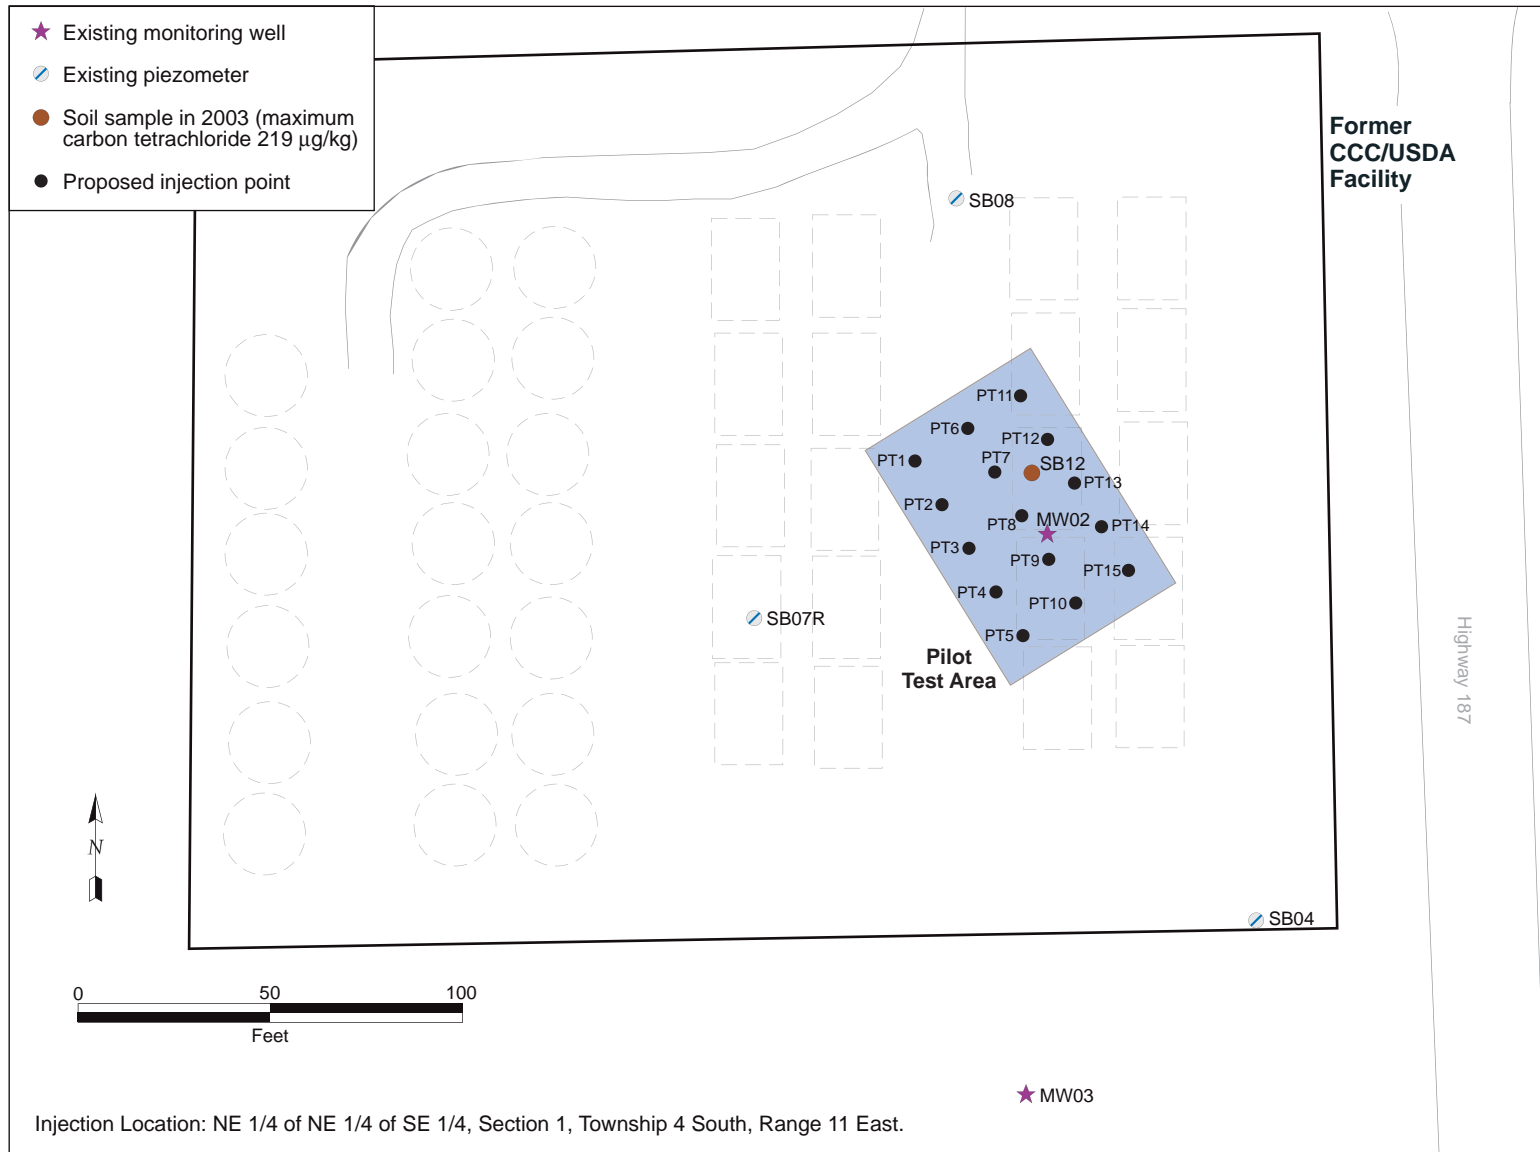 Existing monitoring well
Existing piezometer
Soil sample in 2003 (maximum
carbon tetrachloride 219 µg/kg)
Proposed injection point
Former
CCC/USDA
Facility
SB08
PT11
PT6
PT12
PT1
PT7
SB12
PT13
PT2
PT8
MW02
PT14
PT3
PT9
PT15
PT4
PT10
SB07R
PT5
Pilot
Test Area
Highway 187
N
SB04
0 50 100
Feet
MW03
Injection Location: NE 1/4 of NE 1/4 of SE 1/4, Section 1, Township 4 South, Range 11 East.